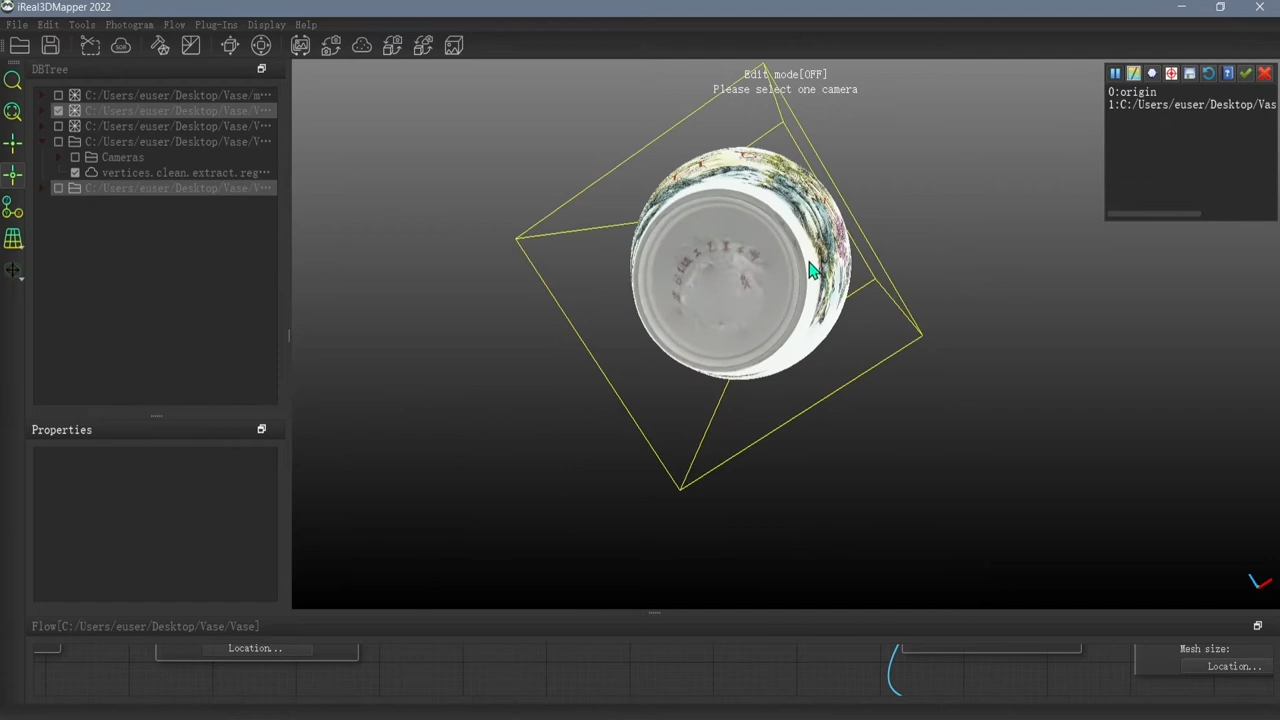 iReal3DMapper 2022
File Edit Tools Photogram Flow Plug-Ins Display Help
DBTree
Edit mode[OFF]
Please select one camera
0:origin
1:C:/Users/euser/Desktop/Vas
C:/Users/euser/Desktop/Vase/m···
C:/Users/euser/Desktop/Vase/V···
C:/Users/euser/Desktop/Vase/V···
C:/Users/euser/Desktop/Vase/V···
Cameras
vertices.clean.extract.reg···
C:/Users/euser/Desktop/Vase/V···
Properties
Flow[C:/Users/euser/Desktop/Vase/Vase]
Location..
Mesh size:
Location...